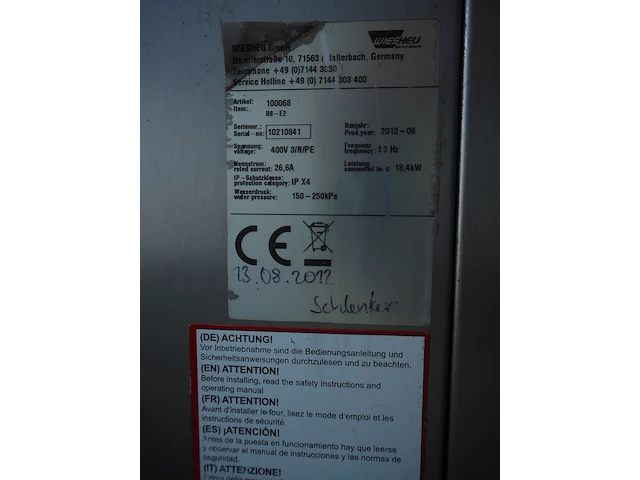 WIESHEU GmbH
10, 71563 Germany
WIESHEU
Telephone +49 (0)7144 3030
Service Hotline +49 (0) 7144 303 400
Artikel: 100068
Item: B8-E2
Seriennr.: 10210841
Serial-no:
Baujahr: 2012-08
Prod.year:
Spannung 400V 3/N/PE
voltage:
Frequenz
frequency: Hz
Nennstrom:
rated current: 26,6A
Leistung:
connected 18,4kW
IP-Schutzklasse:
protection category: IP X4
Wasserdruck: 150-250kPa
water pressure:
CE
13.08.2012
Schlenker
(DE) ACHTUNG!
Vor Inbetriebnahme sind die Bedienungsanleitung und
Sicherheitsanweisungen durchzulesen und zu beachten.
(EN) ATTENTION!
Before installing, read the safety instructions and
operating manual
(FR) ATTENTION!
Avant d'installer le four, lisez le mode d'emploi et les
instructions de sécurité.
(ES) ¡ATENCIÓN!
Antes de la puesta en funcionamiento hay que leerse
y observar el manual de instrucciones y las normas de
seguridad.
(IT) ATTENZIONE!